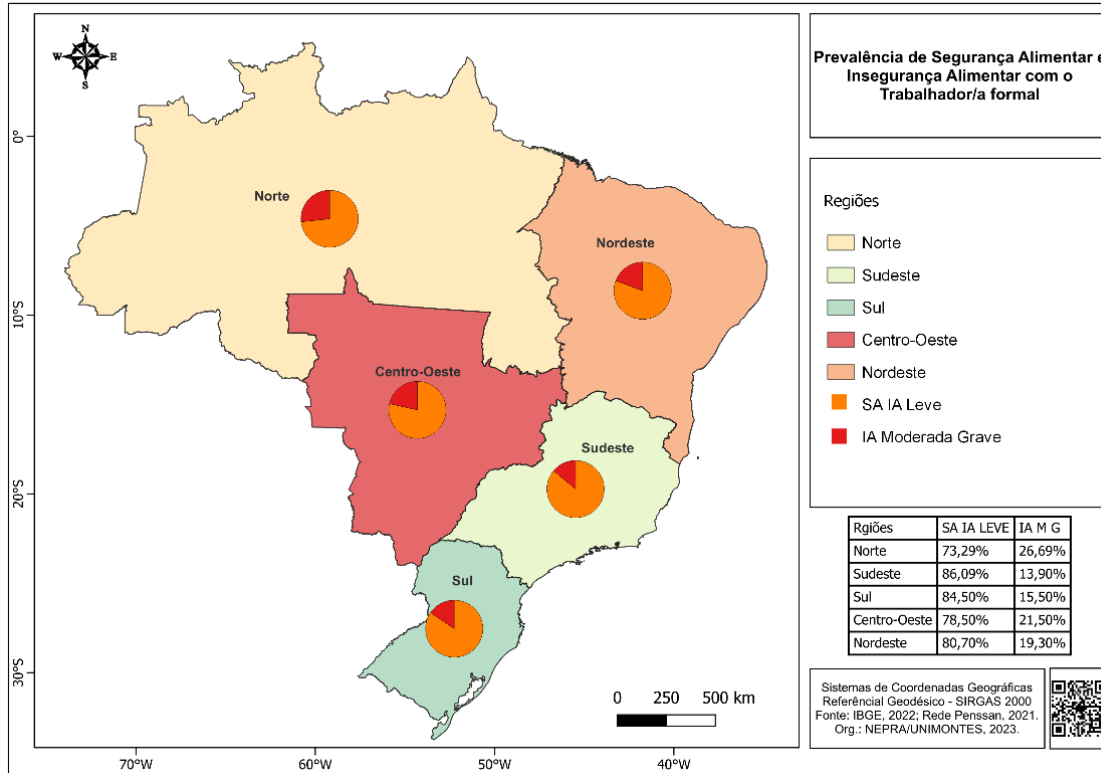 N
W E
S
Prevalência de Segurança Alimentar e
Insegurança Alimentar com o
Trabalhador/a formal
0°
10°S
20°S
30°S
70°W 60°W 50°W 40°W
Norte
Nordeste
Centro-Oeste
Sudeste
Sul
0 250 500 km
Regiões
Norte
Sudeste
Sul
Centro-Oeste
Nordeste
SA IA Leve
IA Moderada Grave
Rgiões SA IA LEVE IA M G
Norte 73,29% 26,69%
Sudeste 86,09% 13,90%
Sul 84,50% 15,50%
Centro-Oeste 78,50% 21,50%
Nordeste 80,70% 19,30%
Sistemas de Coordenadas Geográficas
Referêncial Geodésico - SIRGAS 2000
Fonte: IBGE, 2022; Rede Penssan, 2021.
Org.: NEPRA/UNIMONTES, 2023.